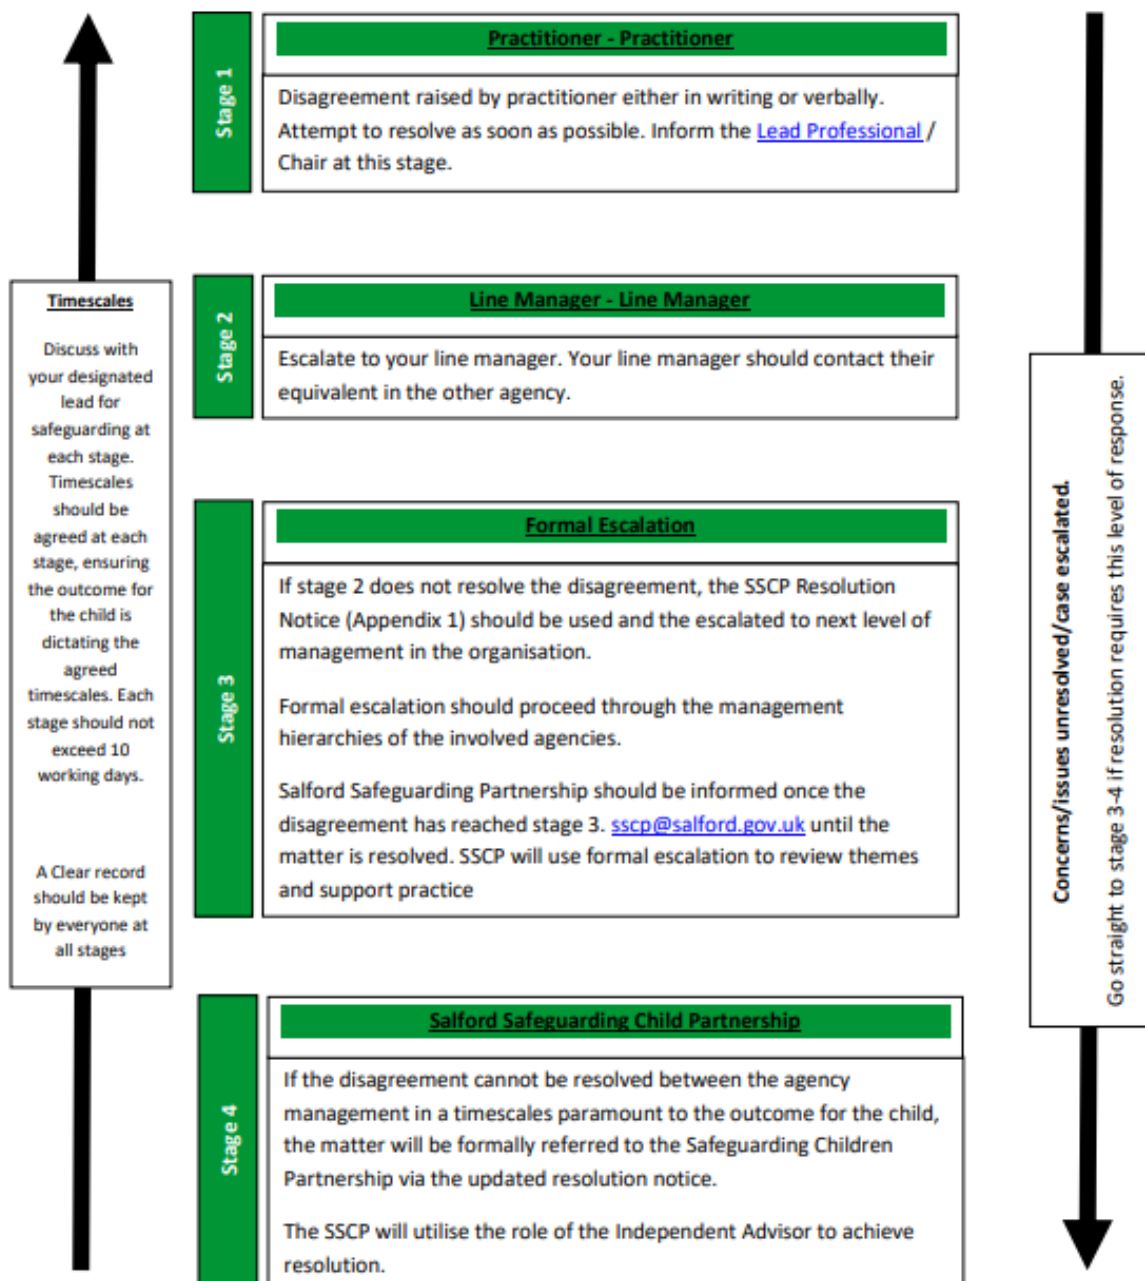 Stage 1
Practitioner - Practitioner
Disagreement raised by practitioner either in writing or verbally.
Attempt to resolve as soon as possible. Inform the Lead Professional /
Chair at this stage.
Stage 2
Line Manager - Line Manager
Escalate to your line manager. Your line manager should contact their
equivalent in the other agency.
Stage 3
Formal Escalation
If stage 2 does not resolve the disagreement, the SSCP Resolution
Notice (Appendix 1) should be used and the escalated to next level of
management in the organisation.
Formal escalation should proceed through the management
hierarchies of the involved agencies.
Salford Safeguarding Partnership should be informed once the
disagreement has reached stage 3. sscp@salford.gov.uk until the
matter is resolved. SSCP will use formal escalation to review themes
and support practice
Stage 4
Salford Safeguarding Child Partnership
If the disagreement cannot be resolved between the agency
management in a timescales paramount to the outcome for the child,
the matter will be formally referred to the Safeguarding Children
Partnership via the updated resolution notice.
The SSCP will utilise the role of the Independent Advisor to achieve
resolution.
Timescales
Discuss with
your designated
lead for
safeguarding at
each stage.
Timescales
should be
agreed at each
stage, ensuring
the outcome for
the child is
dictating the
agreed
timescales. Each
stage should not
exceed 10
working days.
A Clear record
should be kept
by everyone at
all stages
Concerns/issues unresolved/case escalated.
Go straight to stage 3-4 if resolution requires this level of response.